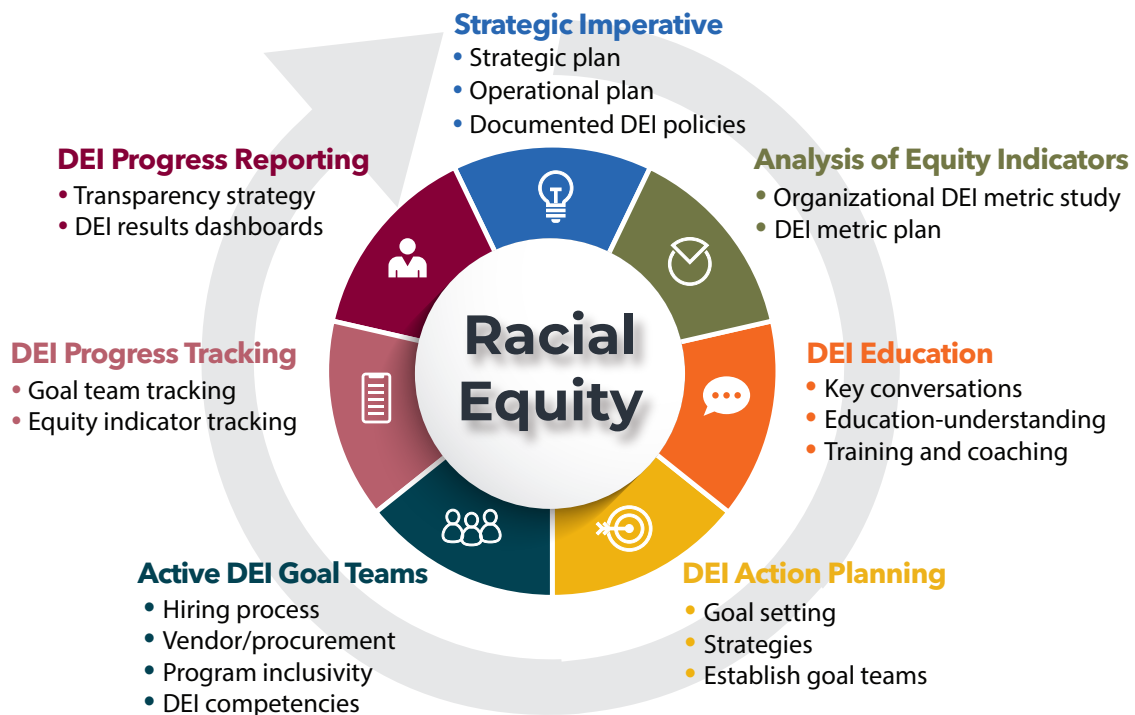 Strategic Imperative
• Strategic plan
• Operational plan
• Documented DEI policies
Analysis of Equity Indicators
• Organizational DEI metric study
• DEI metric plan
DEI Education
• Key conversations
• Education-understanding
• Training and coaching
DEI Action Planning
• Goal setting
• Strategies
• Establish goal teams
Active DEI Goal Teams
• Hiring process
• Vendor/procurement
• Program inclusivity
• DEI competencies
DEI Progress Tracking
• Goal team tracking
• Equity indicator tracking
DEI Progress Reporting
• Transparency strategy
• DEI results dashboards
Racial
Equity